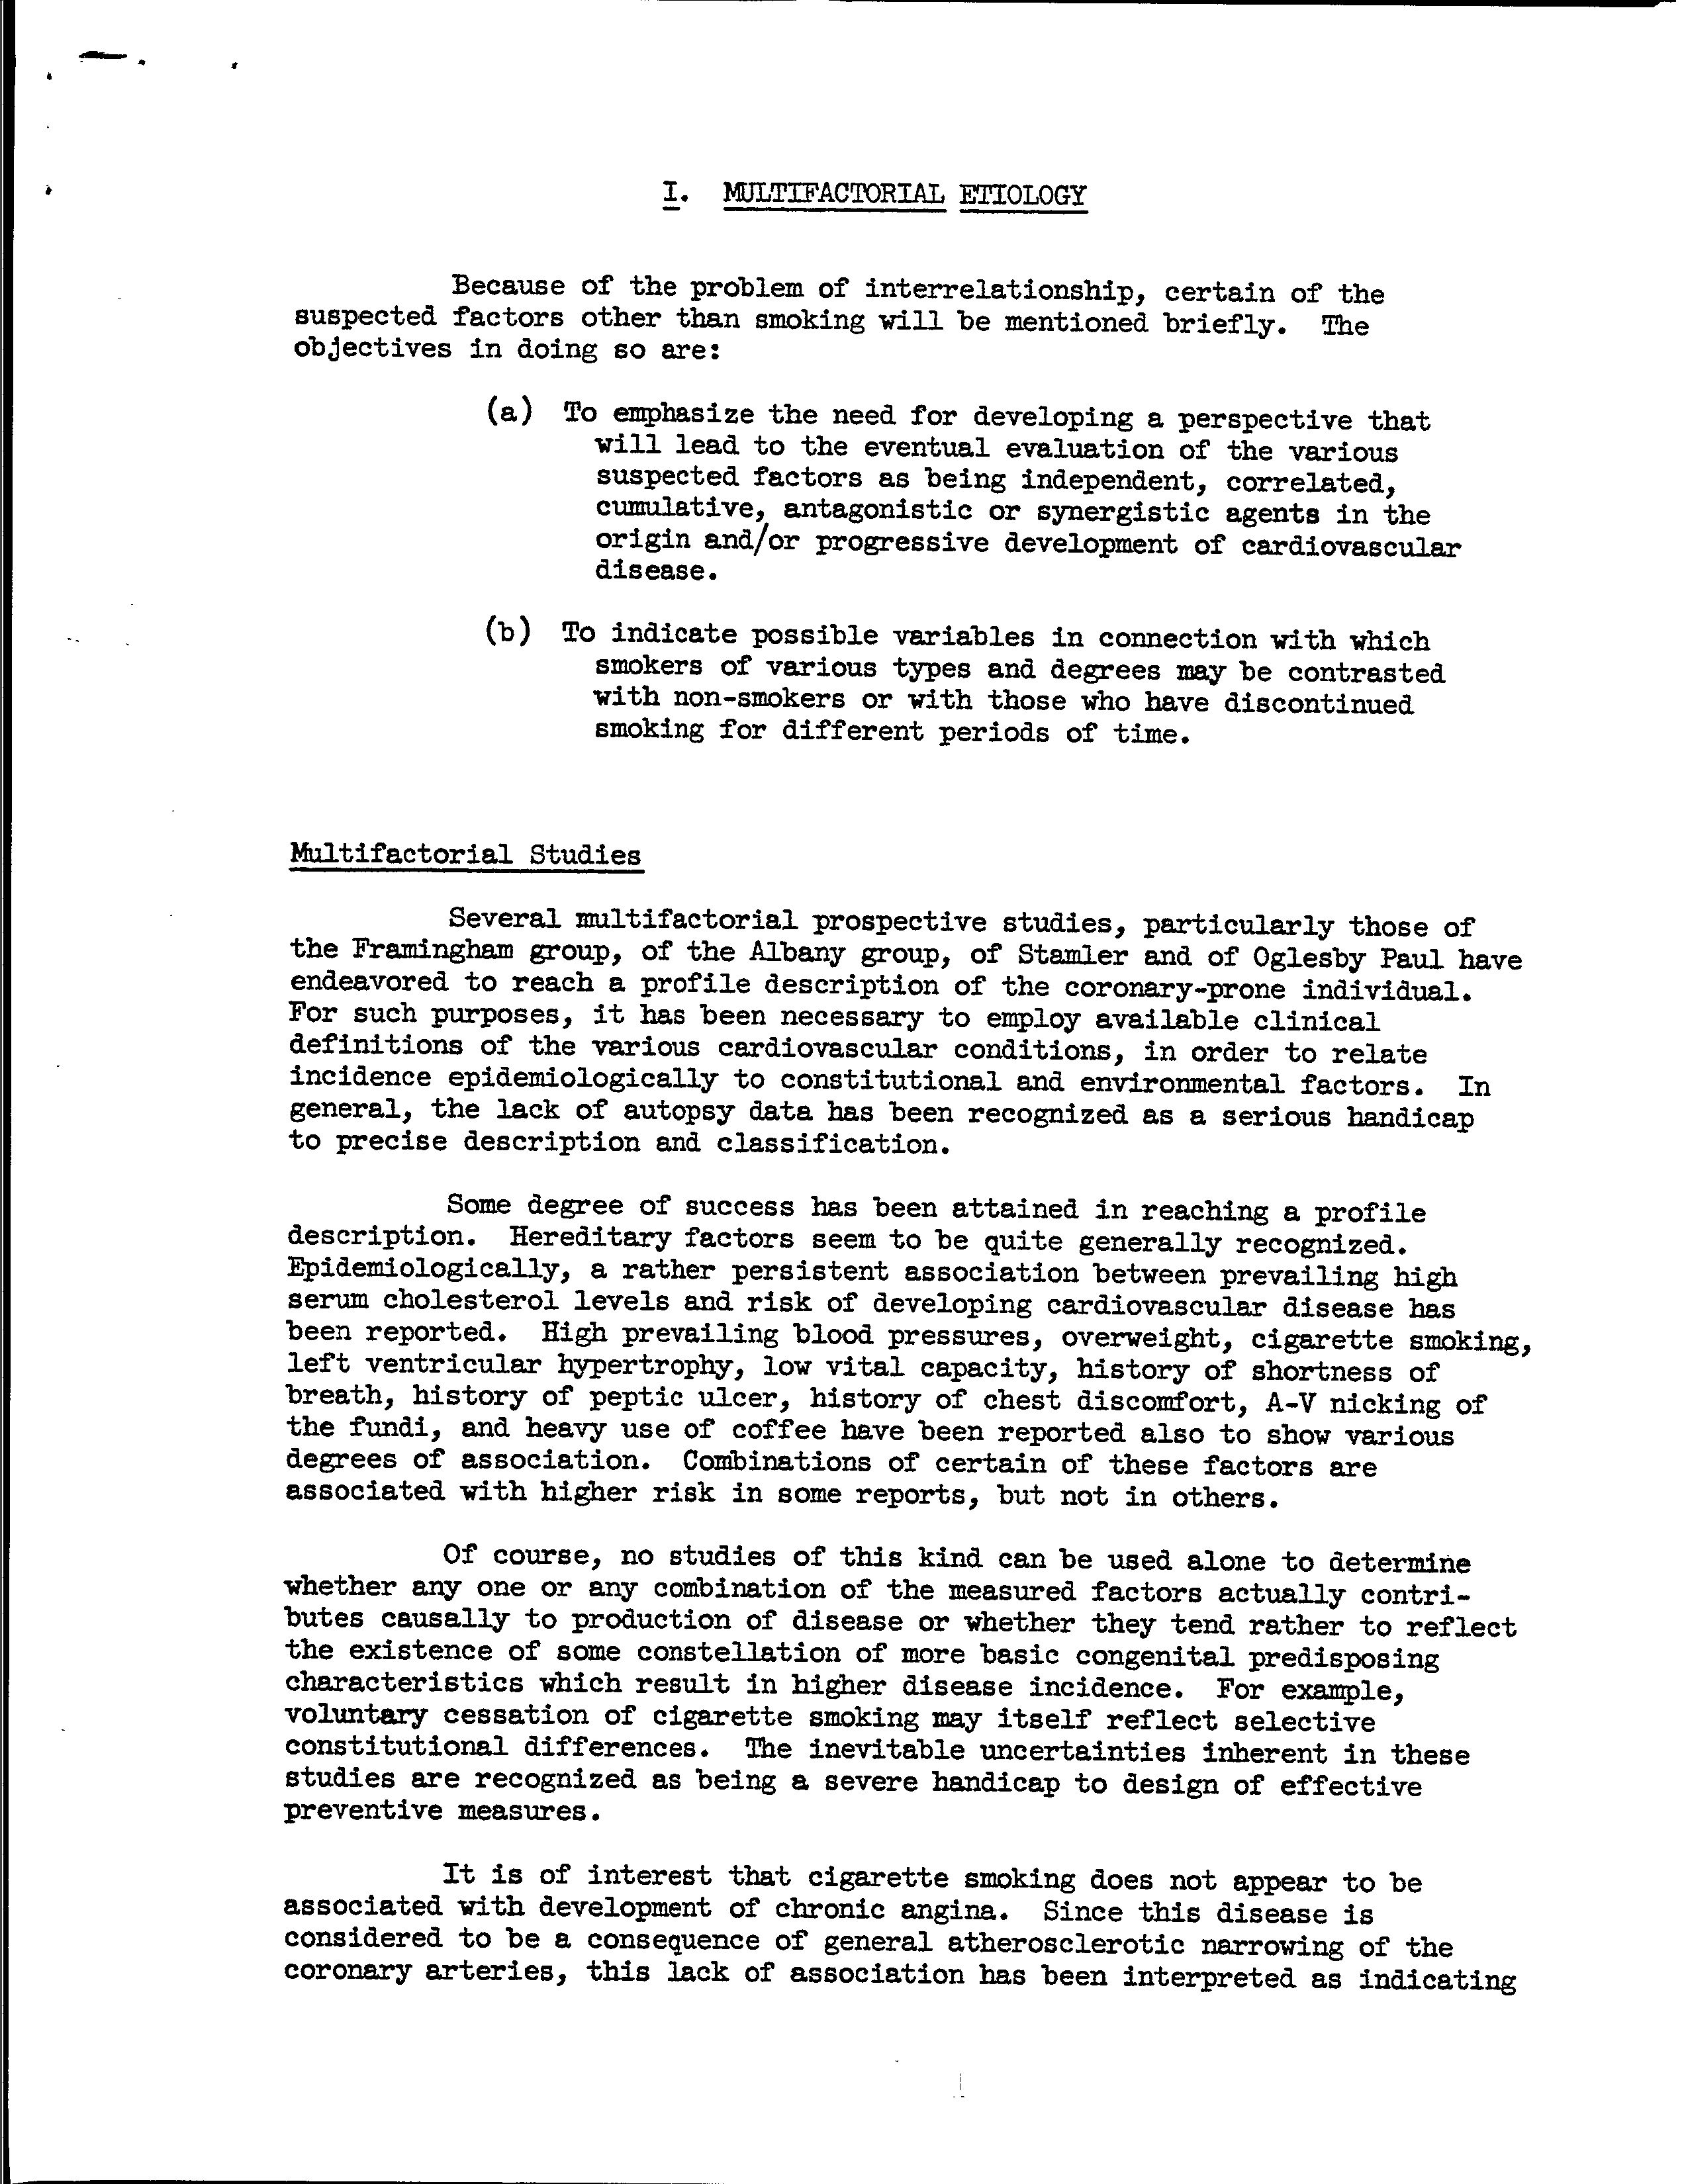 I. MULTIFACTORIAL ETIOLOGY
Because of the problem of interrelationship, certain of the
suspected factors other than smoking will be mentioned briefly. The
objectives in doing so are:
(a) To emphasize the need for developing a perspective that
will lead to the eventual evaluation of the various
suspected factors as being independent, correlated,
cumulative, antagonistic or synergistic agents in the
origin and/or progressive development of cardiovascular
disease.
(b) To indicate possible variables in connection with which
smokers of various types and degrees may be contrasted
with non-smokers or with those who have discontinued
smoking for different periods of time.
Multifactorial Studies
Several multifactorial prospective studies, particularly those of
the Framingham group, of the Albany group, of Stamler and of Oglesby Paul have
endeavored to reach a profile description of the coronary-prone individual.
For such purposes, it has been necessary to employ available clinical
definitions of the various cardiovascular conditions, in order to relate
incidence epidemiologically to constitutional and environmental factors. In
general, the lack of autopsy data has been recognized as a serious handicap
to precise description and classification.
Some degree of success has been attained in reaching a profile
description. Hereditary factors seem to be quite generally recognized.
Epidemiologically, a rather persistent association between prevailing high
serum cholesterol levels and risk of developing cardiovascular disease has
been reported. High prevailing blood pressures, overweight, cigarette smoking,
left ventricular hypertrophy, low vital capacity, history of shortness of
breath, history of peptic ulcer, history of chest discomfort, A-V nicking of
the fundi, and heavy use of coffee have been reported also to show various
degrees of association. Combinations of certain of these factors are
associated with higher risk in some reports, but not in others.
Of course, no studies of this kind can be used alone to determine
whether any one or any combination of the measured factors actually contri-
butes causally to production of disease or whether they tend rather to reflect
the existence of some constellation of more basic congenital predisposing
characteristics which result in higher disease incidence. For example,
voluntary cessation of cigarette smoking may itself reflect selective
constitutional differences. The inevitable uncertainties inherent in these
studies are recognized as being a severe handicap to design of effective
preventive measures.
It is of interest that cigarette smoking does not appear to be
associated with development of chronic angina. Since this disease is
considered to be a consequence of general atherosclerotic narrowing of the
coronary arteries, this lack of association has been interpreted as indicating